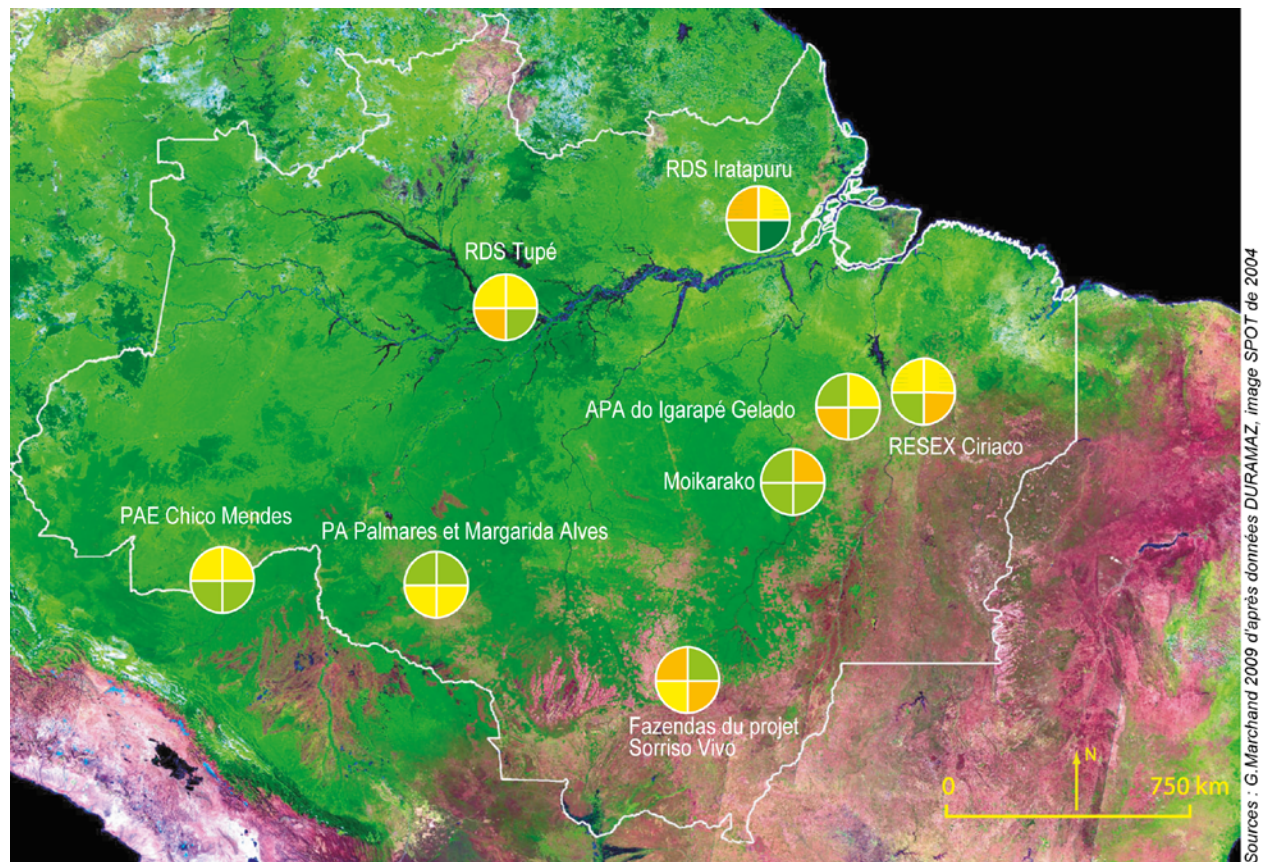 RDS Iratapuru
RDS Tupé
APA do Igarapé Gelado
RESEX Ciriaco
Moikarako
PAE Chico Mendes
PA Palmares et Margarida Alves
Fazendas du projet
Sorriso Vivo
N
0 750 km
Sources : G.Marchand 2009 d'après données DURAMAZ, image SPOT de 2004